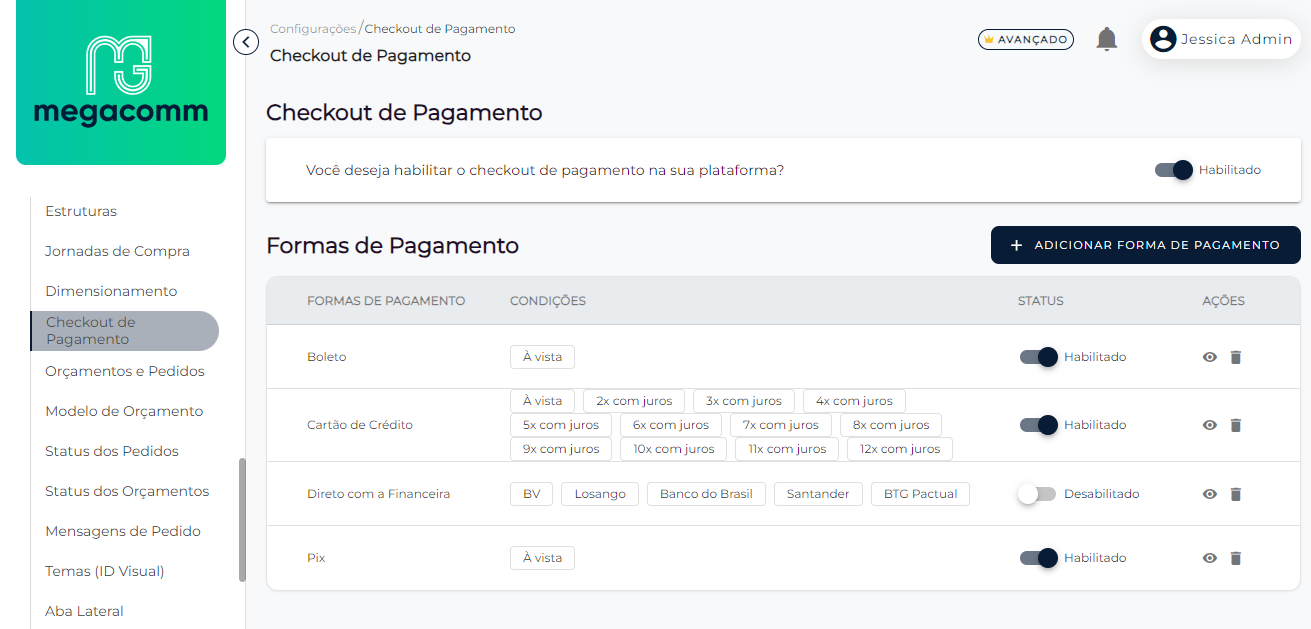 megacomm
Configurações / Checkout de Pagamento
Checkout de Pagamento
AVANÇADO
Jessica Admin
Estruturas
Jornadas de Compra
Dimensionamento
Checkout de
Pagamento
Orçamentos e Pedidos
Modelo de Orçamento
Status dos Pedidos
Status dos Orçamentos
Mensagens de Pedido
Temas (ID Visual)
Aba Lateral
Checkout de Pagamento
Você deseja habilitar o checkout de pagamento na sua plataforma? Habilitado
Formas de Pagamento
+ ADICIONAR FORMA DE PAGAMENTO
FORMAS DE PAGAMENTO CONDIÇÕES STATUS AÇÕES
Boleto À vista Habilitado
À vista 2x com juros 3x com juros 4x com juros
Cartão de Crédito 5x com juros 6x com juros 7x com juros 8x com juros Habilitado
9x com juros 10x com juros 11x com juros 12x com juros
Direto com a Financeira BV Losango Banco do Brasil Santander BTG Pactual Desabilitado
Pix À vista Habilitado